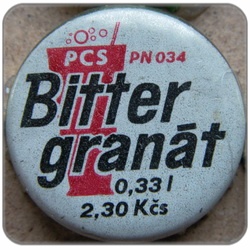 PCS PN 034
Bitter
granát
0,33 l
2,30 Kčs